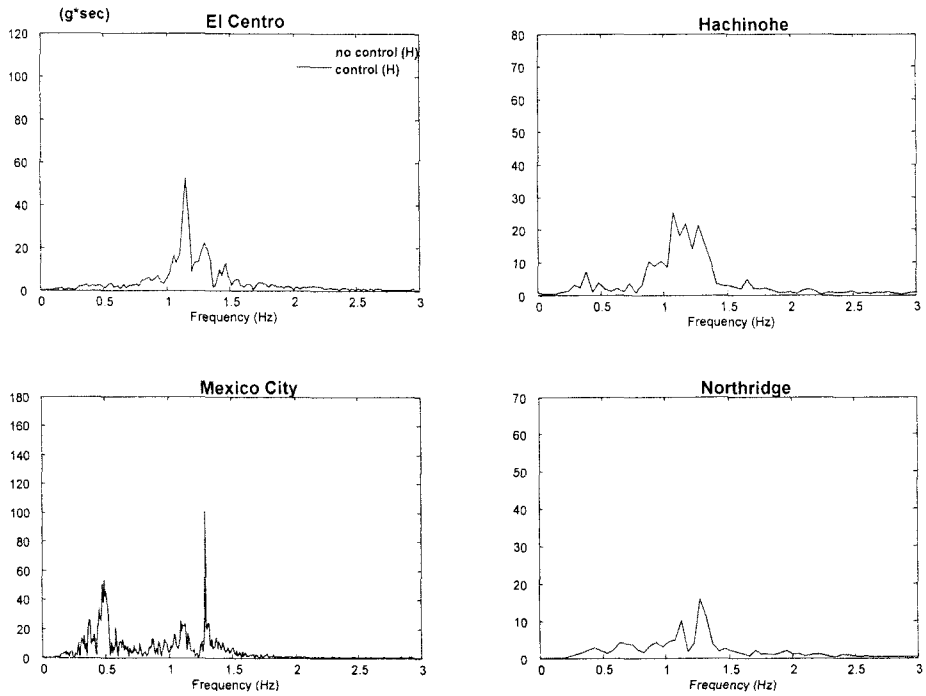 (g*sec)
El Centro
120
100
80
60
40
20
0
no control (H)
control (H)
0 0.5 1 1.5 2 2.5 3
Frequency (Hz)
Hachinohe
80
70
60
50
40
30
20
10
0
0 0.5 1 1.5 2 2.5 3
Frequency (Hz)
Mexico City
180
160
140
120
100
80
60
40
20
0
0 0.5 1 1.5 2 2.5 3
Frequency (Hz)
Northridge
70
60
50
40
30
20
10
0
0 0.5 1 1.5 2 2.5 3
Frequency (Hz)